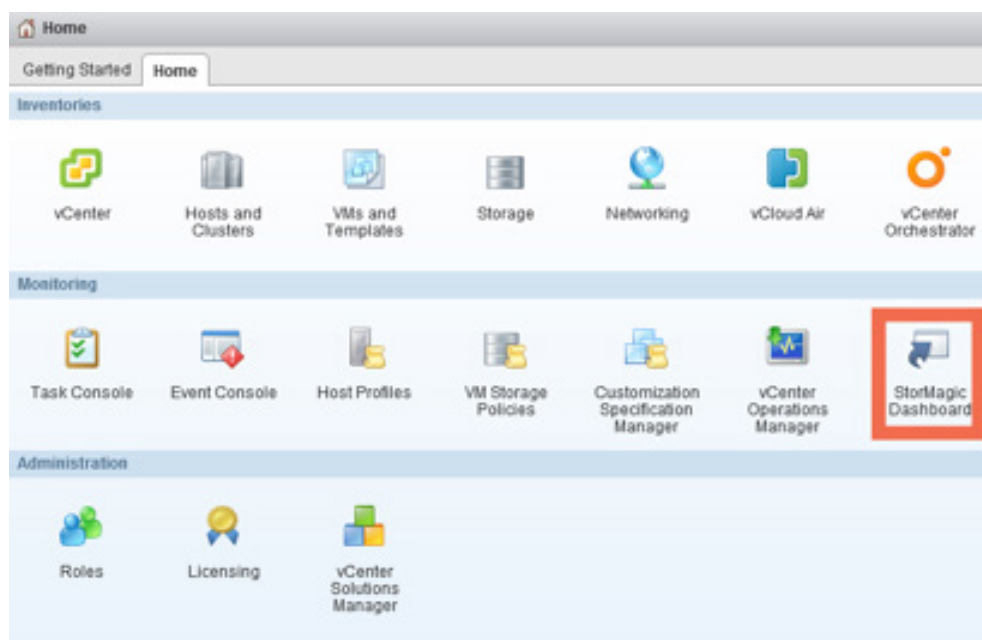 Home
Getting Started
Home
Inventories
vCenter
Hosts and
Clusters
VMs and
Templates
Storage
Networking
vCloud Air
vCenter
Orchestrator
Monitoring
Task Console
Event Console
Host Profiles
VM Storage
Policies
Customization
Specification
Manager
vCenter
Operations
Manager
StorMagic
Dashboard
Administration
Roles
Licensing
vCenter
Solutions
Manager